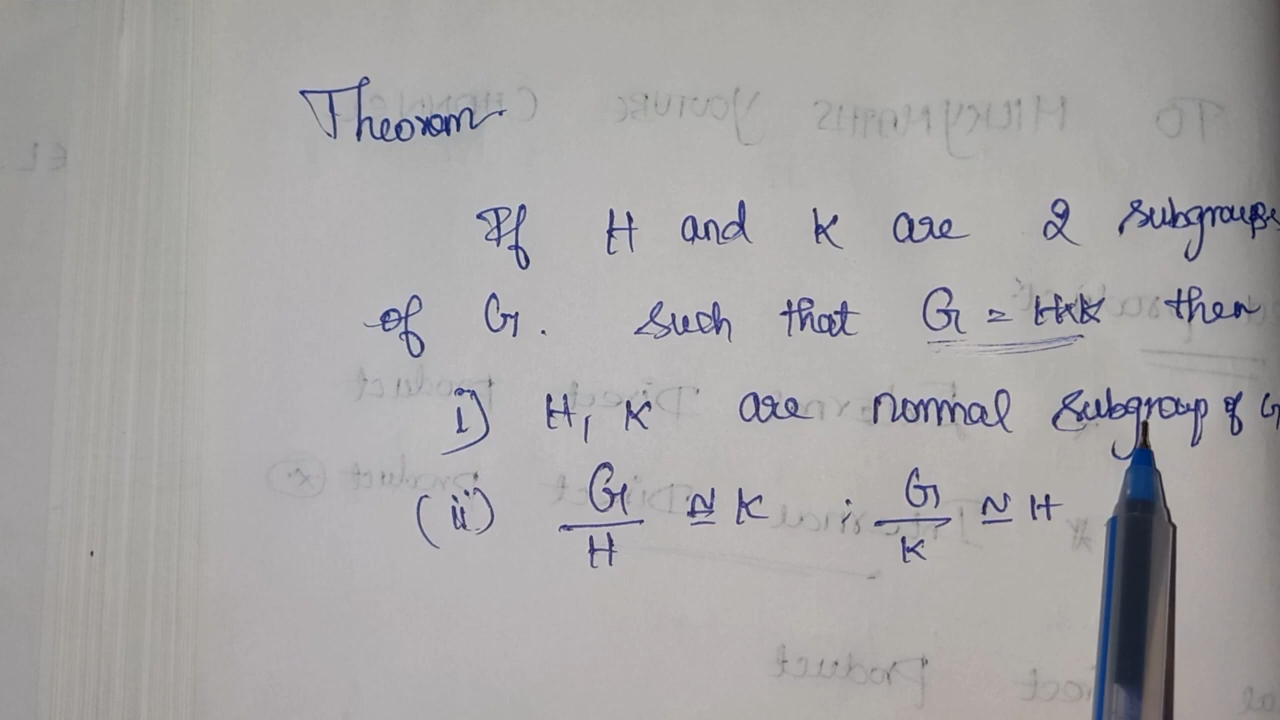 Theorem
If H and K are 2 subgroups
of G. such that G = H×K then
i) H, K are normal subgroup of G
(ii) G/H ≅ K ; G/K ≅ H